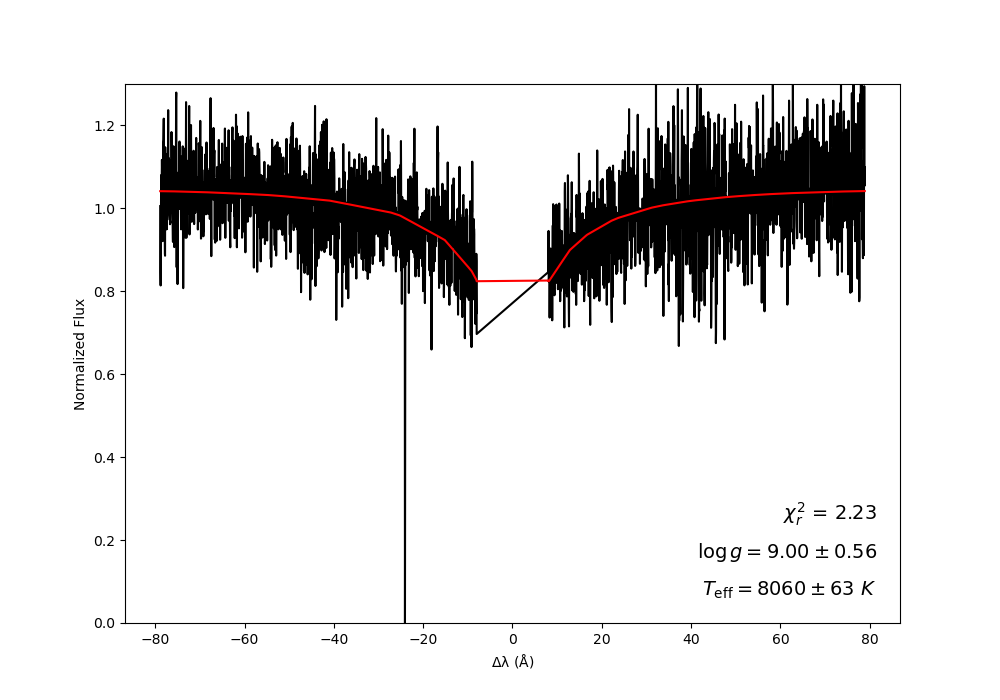 1.2
1.0
0.8
0.6
0.4
0.2
0.0
Normalized Flux
χ²ᵣ = 2.23
log g = 9.00 ± 0.56
T_eff = 8060 ± 63 K
−80 −60 −40 −20 0 20 40 60 80
Δλ (Å)